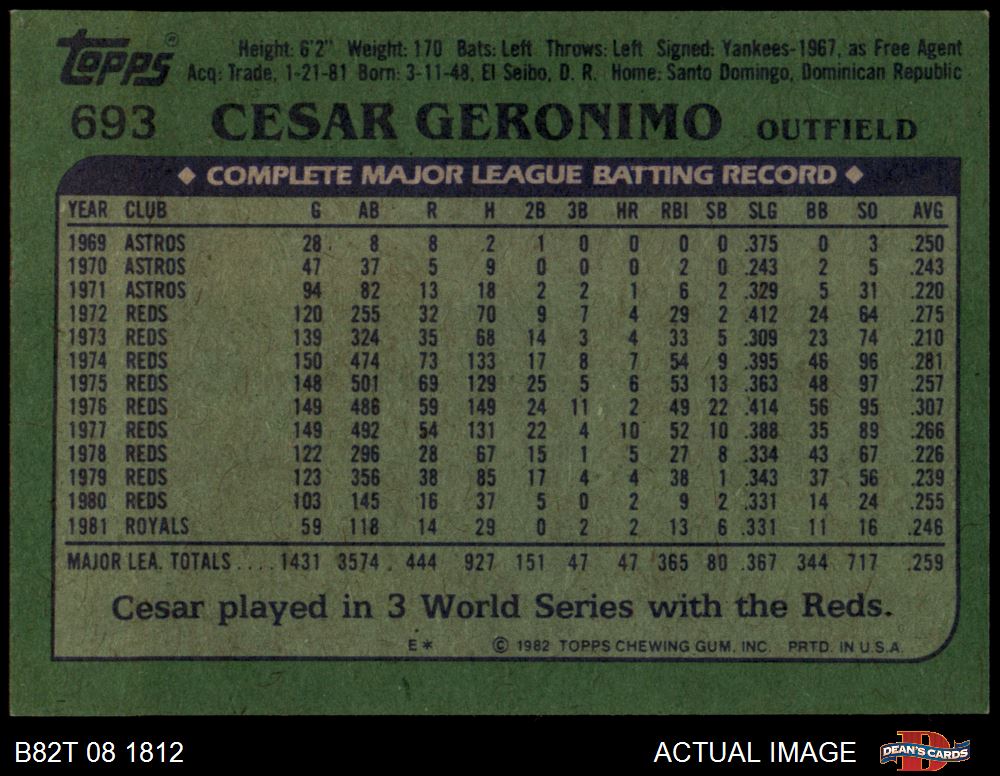 Topps® Height: 6'2" Weight: 170 Bats: Left Throws: Left Signed: Yankees-1967, as Free Agent
Acq: Trade, 1-21-81 Born: 3-11-48, El Seibo, D. R. Home: Santo Domingo, Dominican Republic
693 CESAR GERONIMO OUTFIELD
◆ COMPLETE MAJOR LEAGUE BATTING RECORD ◆
YEAR CLUB G AB R H 2B 3B HR RBI SB SLG BB SO AVG
1969 ASTROS 28 8 8 2 1 0 0 0 0 .375 0 3 .250
1970 ASTROS 47 37 5 9 0 0 0 2 0 .243 2 5 .243
1971 ASTROS 94 82 13 18 2 2 1 6 2 .329 5 31 .220
1972 REDS 120 255 32 70 9 7 4 29 2 .412 24 64 .275
1973 REDS 139 324 35 68 14 3 4 33 5 .309 23 74 .210
1974 REDS 150 474 73 133 17 8 7 54 9 .395 46 96 .281
1975 REDS 148 501 69 129 25 5 6 53 13 .363 48 97 .257
1976 REDS 149 486 59 149 24 11 2 49 22 .414 56 95 .307
1977 REDS 149 492 54 131 22 4 10 52 10 .388 35 89 .266
1978 REDS 122 296 28 67 15 1 5 27 8 .334 43 67 .226
1979 REDS 123 356 38 85 17 4 4 38 1 .343 37 56 .239
1980 REDS 103 145 16 37 5 0 2 9 2 .331 14 24 .255
1981 ROYALS 59 118 14 29 0 2 2 13 6 .331 11 16 .246
MAJOR LEA. TOTALS .... 1431 3574 444 927 151 47 47 365 80 .367 344 717 .259
Cesar played in 3 World Series with the Reds.
E* © 1982 TOPPS CHEWING GUM, INC. PRTD. IN U.S.A.
B82T 08 1812 ACTUAL IMAGE D DEAN'S CARDS